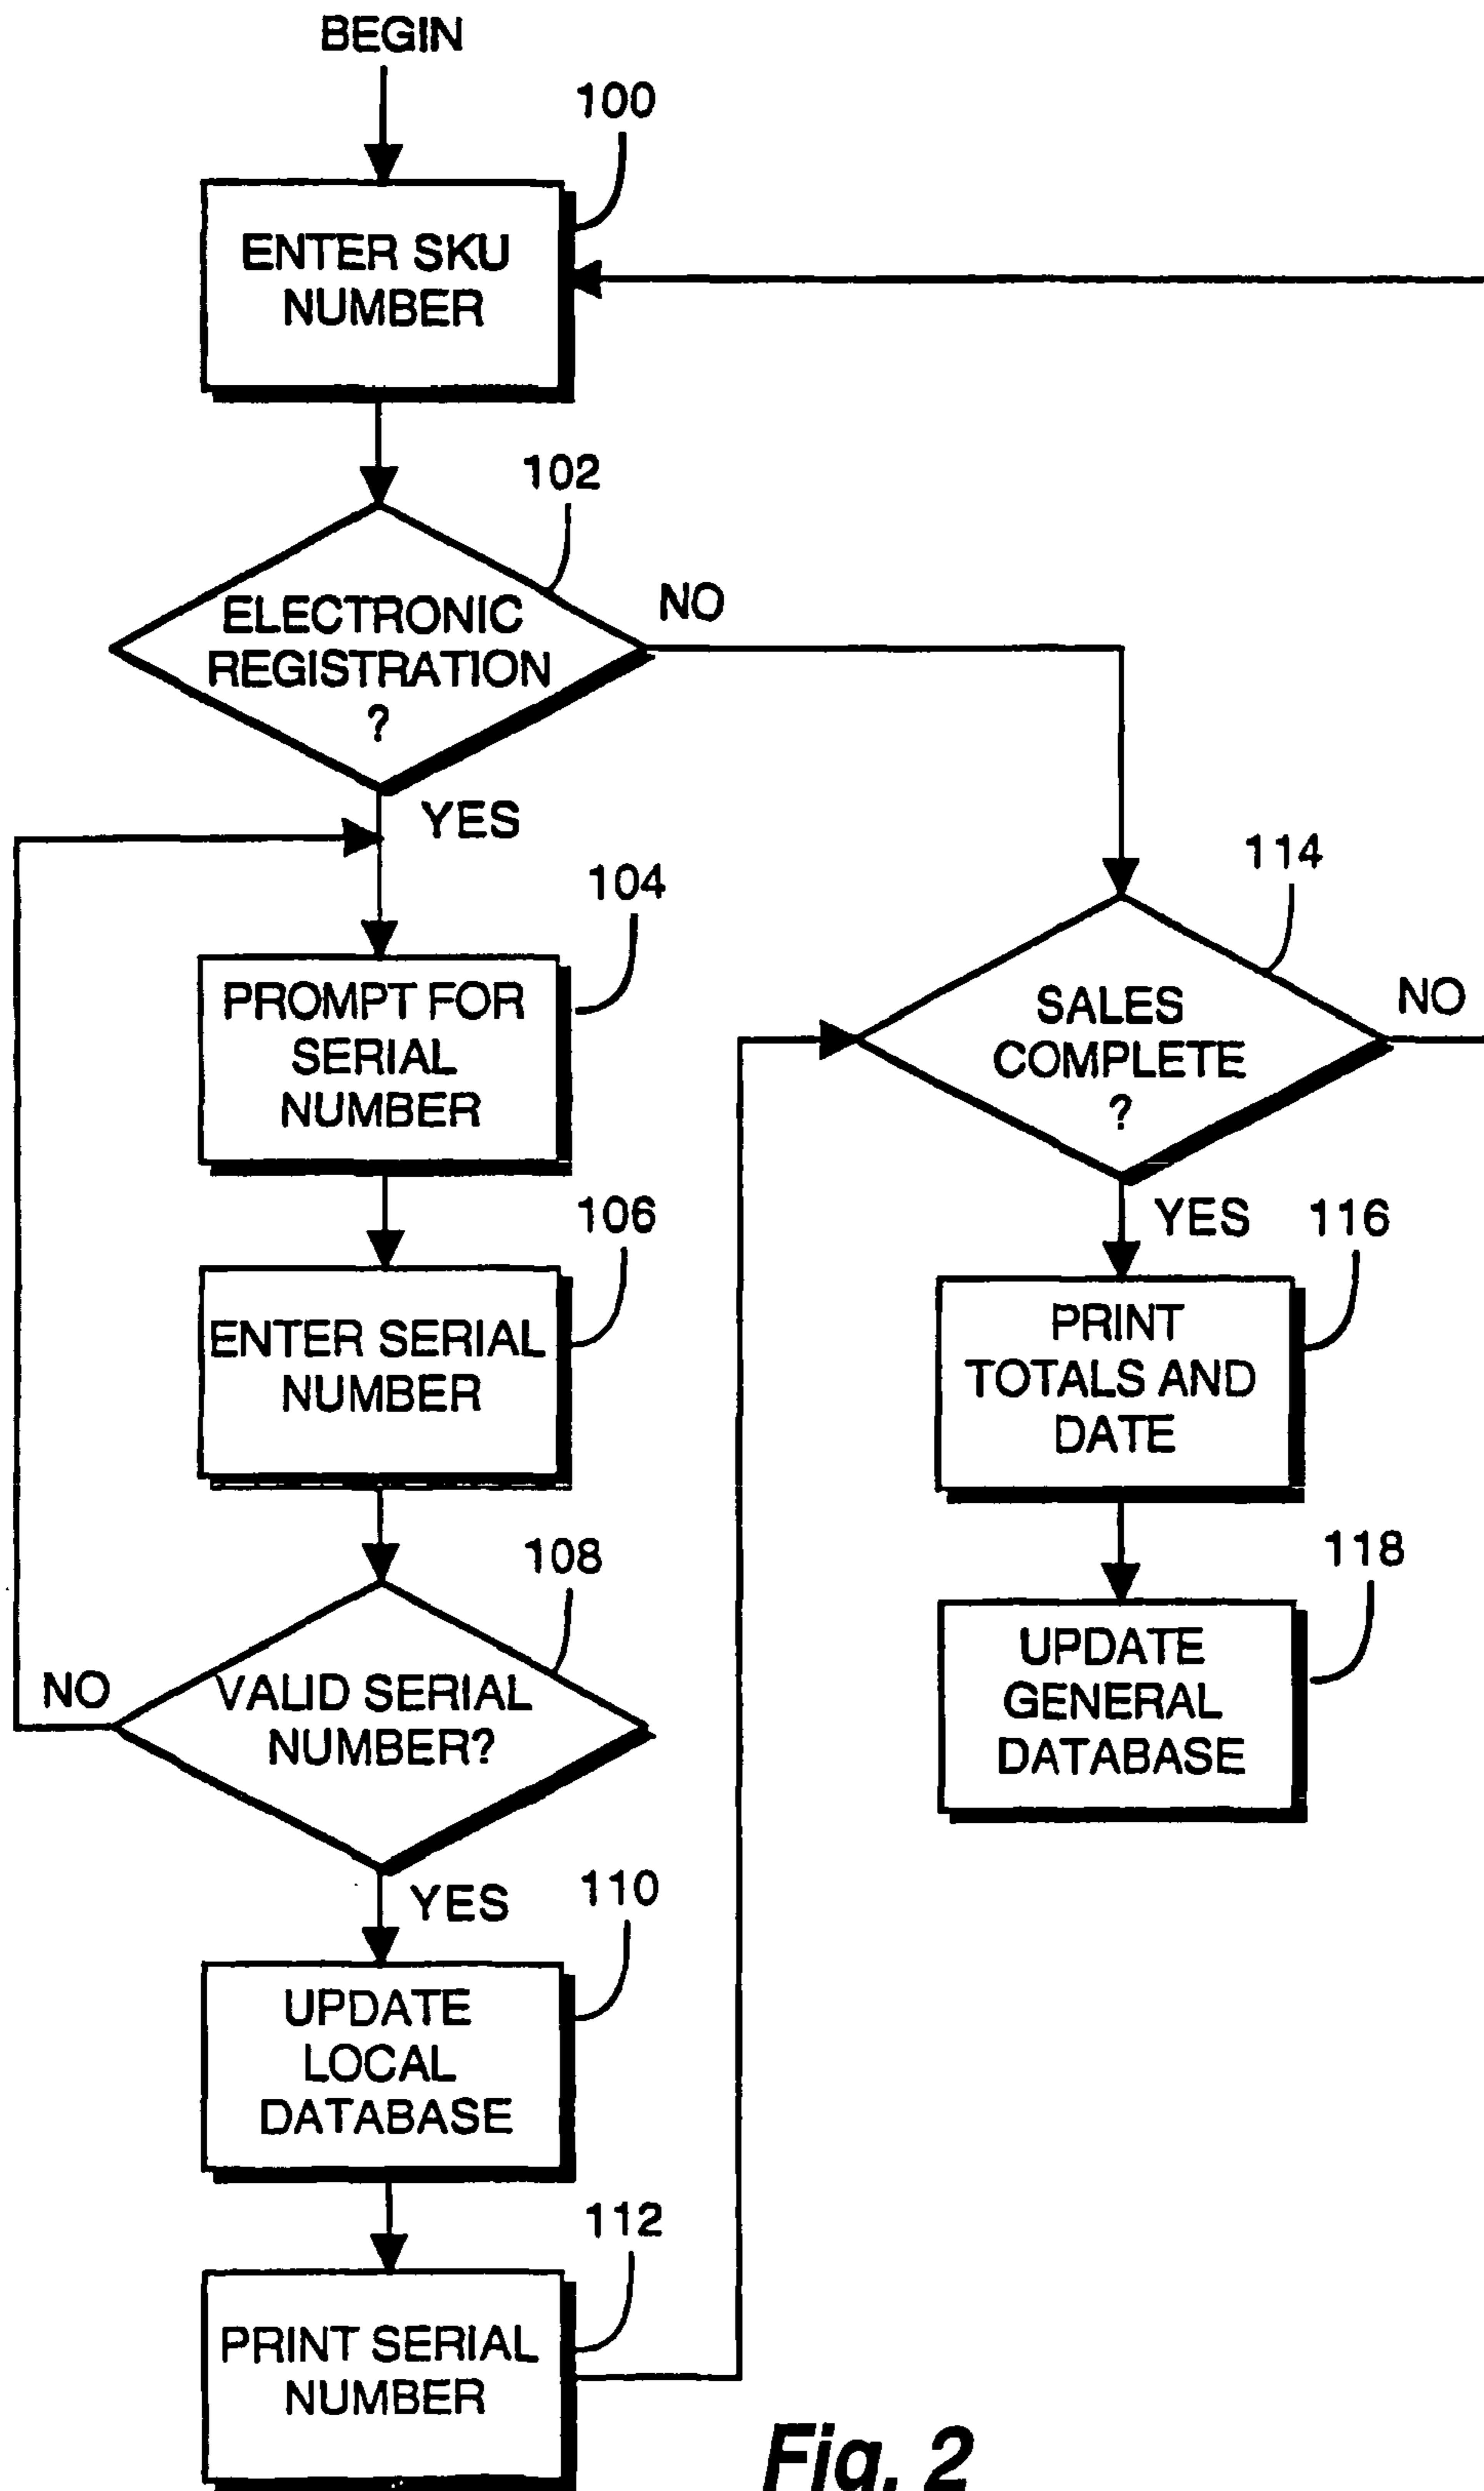 BEGIN
100
ENTER SKU
NUMBER
102
ELECTRONIC
REGISTRATION
?
NO
YES
104
PROMPT FOR
SERIAL
NUMBER
106
ENTER SERIAL
NUMBER
108
VALID SERIAL
NUMBER?
NO
YES
110
UPDATE
LOCAL
DATABASE
112
PRINT SERIAL
NUMBER
114
SALES
COMPLETE
?
NO
YES
116
PRINT
TOTALS AND
DATE
118
UPDATE
GENERAL
DATABASE
Fig. 2